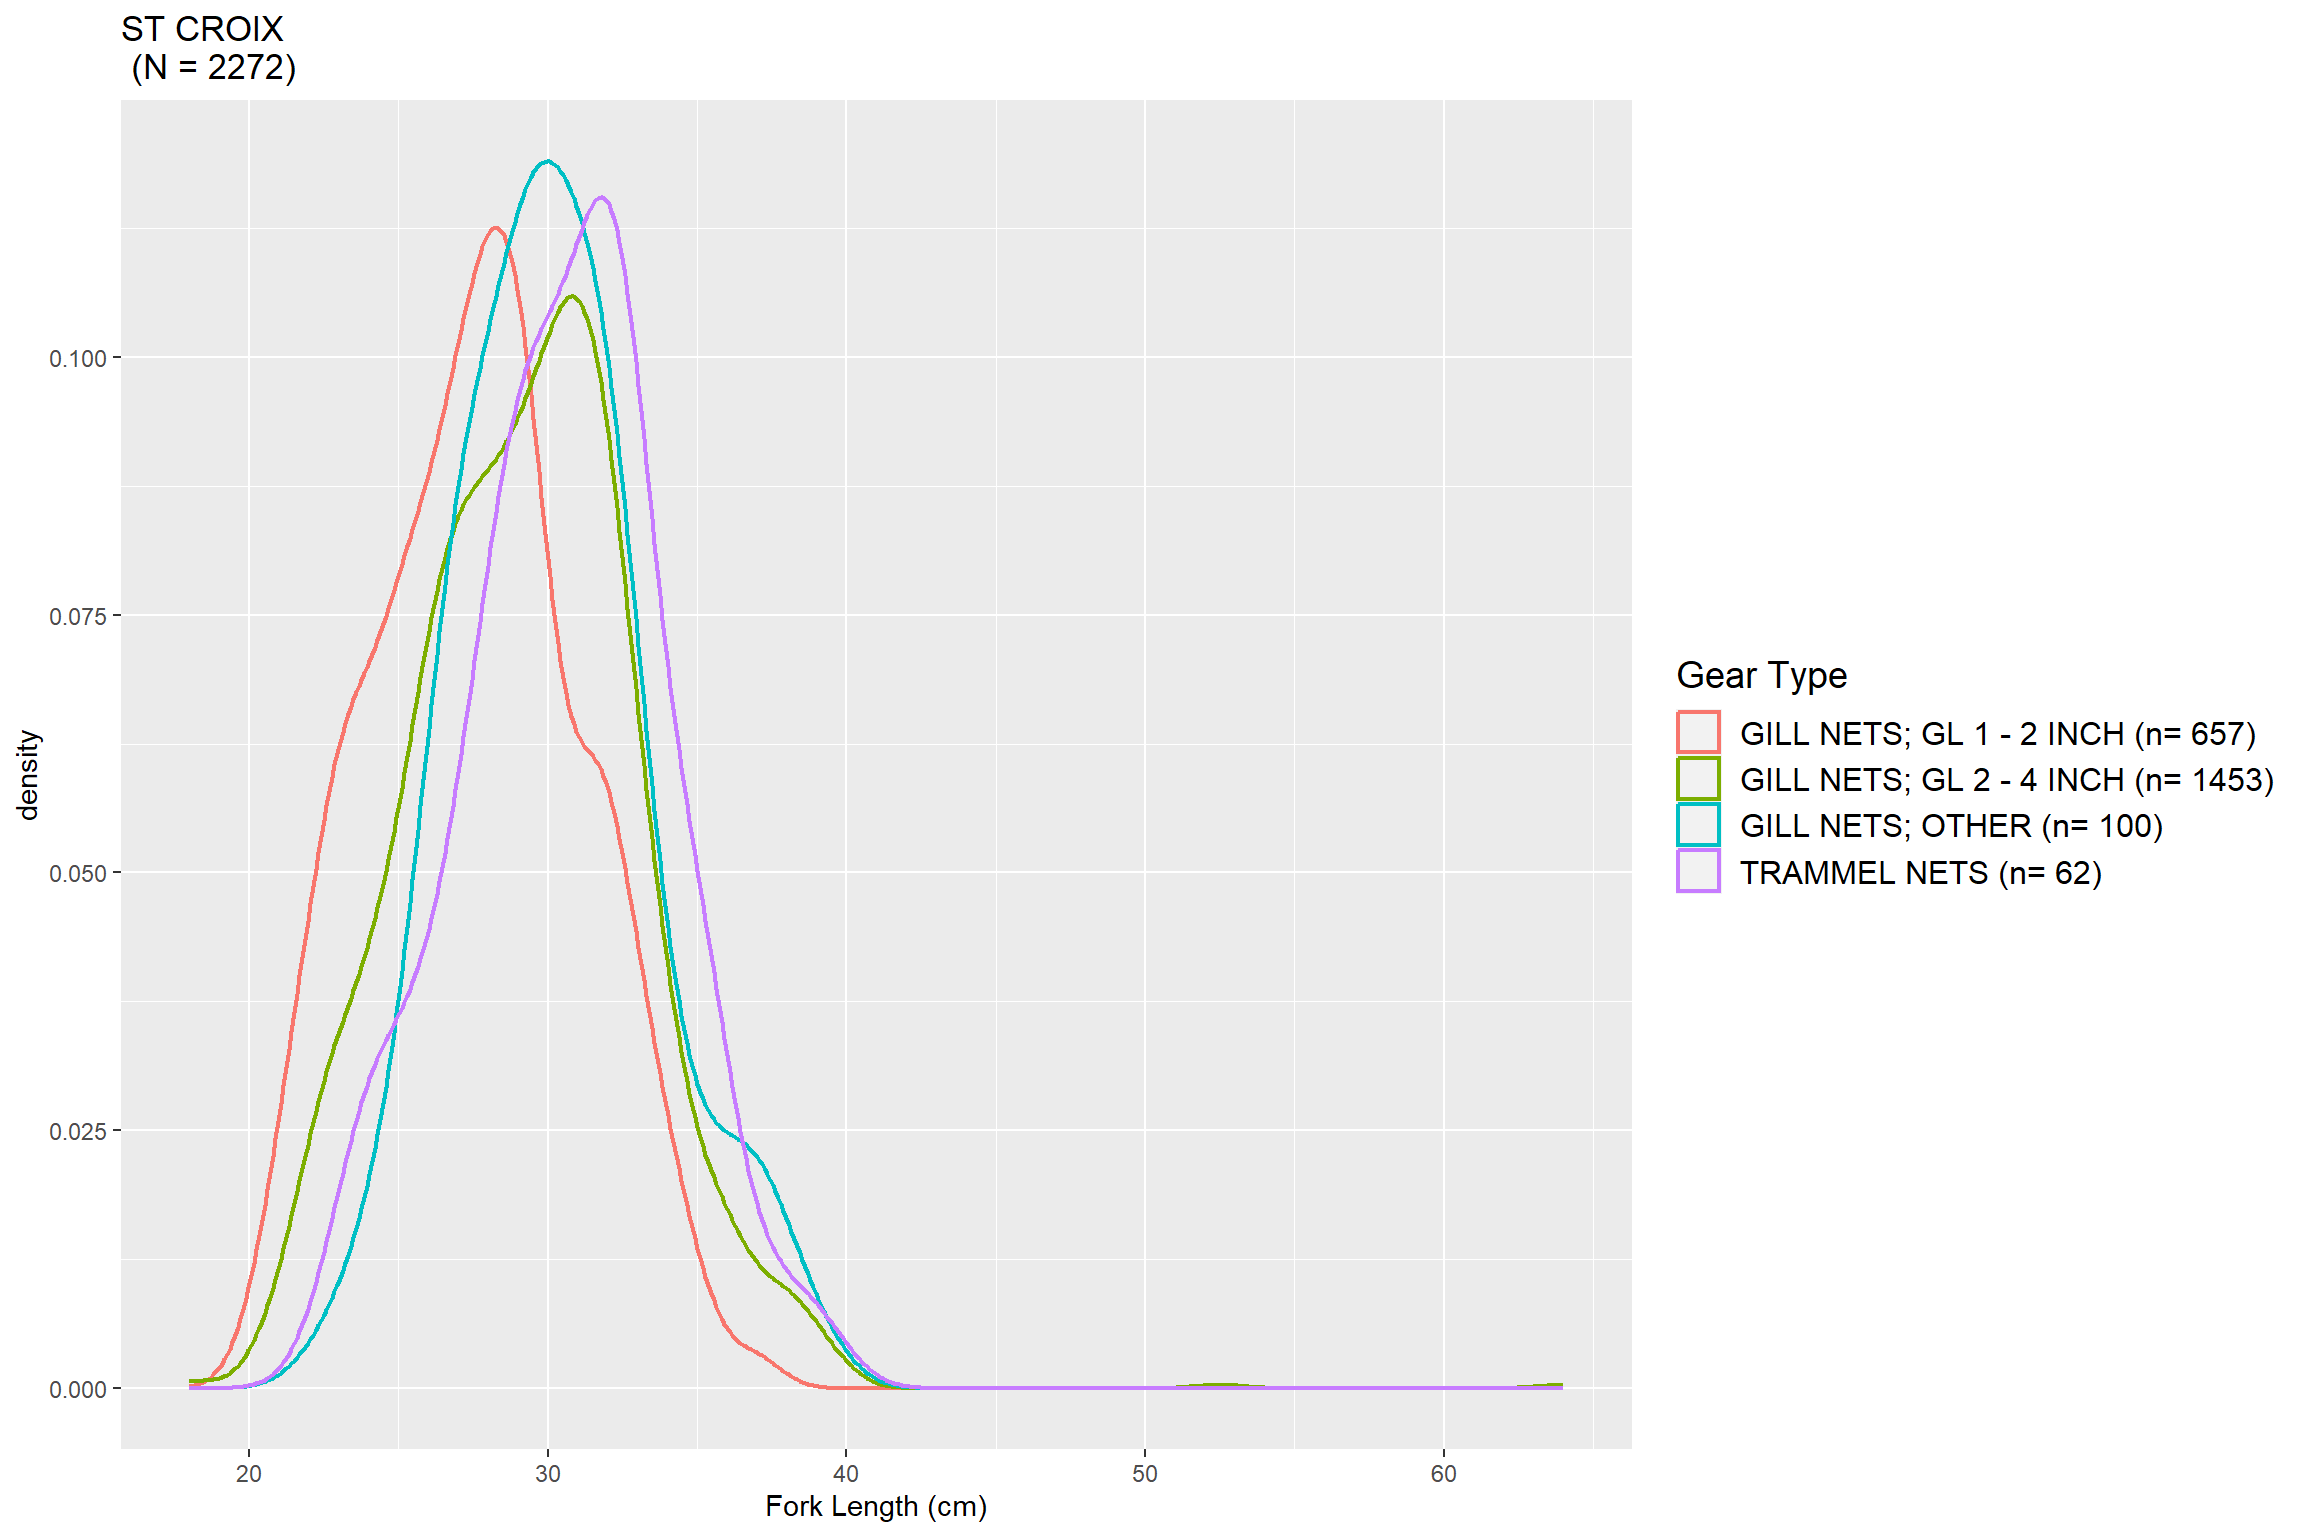 ST CROIX
(N = 2272)
0.100
0.075
0.050
0.025
0.000
density
20 30 40 50 60
Fork Length (cm)
Gear Type
GILL NETS; GL 1 - 2 INCH (n= 657)
GILL NETS; GL 2 - 4 INCH (n= 1453)
GILL NETS; OTHER (n= 100)
TRAMMEL NETS (n= 62)